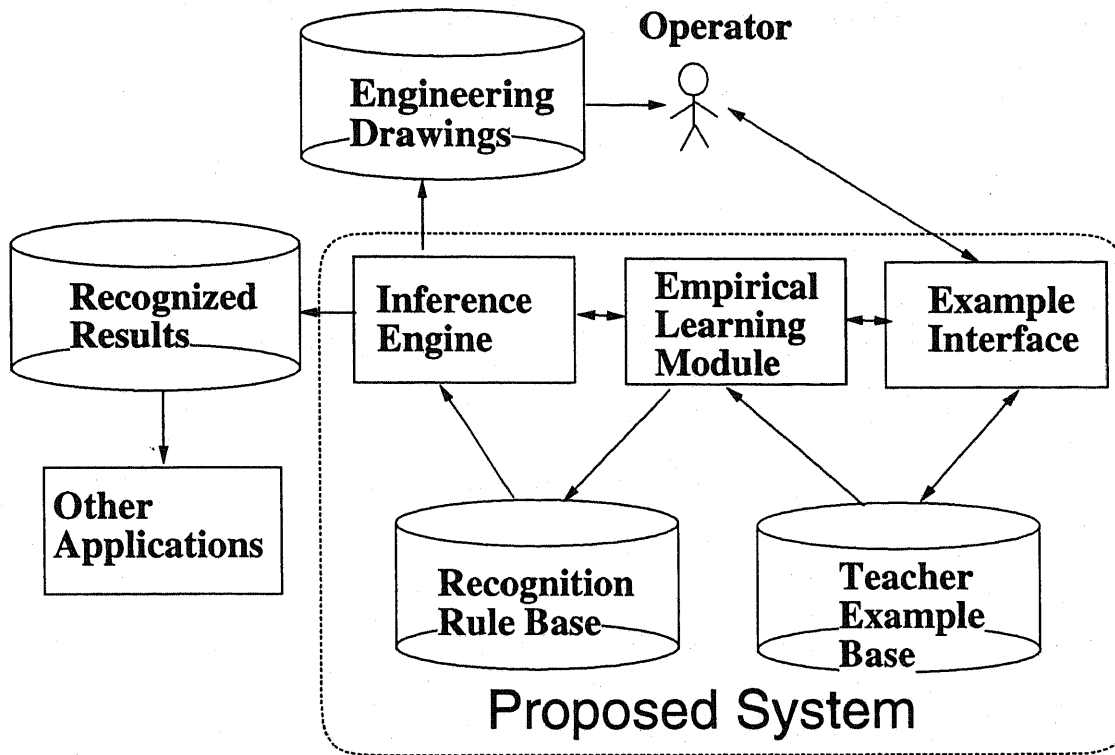 Operator
Engineering
Drawings
Recognized
Results
Inference
Engine
Empirical
Learning
Module
Example
Interface
Other
Applications
Recognition
Rule Base
Teacher
Example
Base
Proposed System